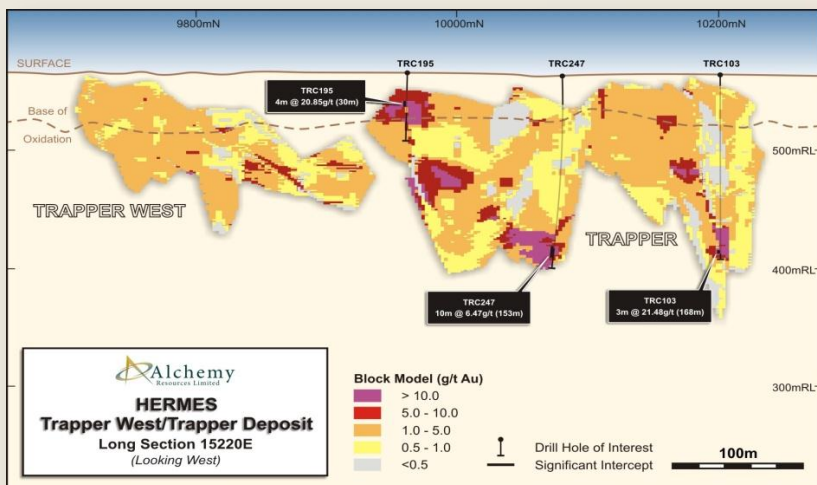 9800mN
10000mN
10200mN
SURFACE
TRC195
TRC247
TRC103
TRC195
4m @ 20.85g/t (30m)
Base of
Oxidation
500mRL
TRAPPER WEST
TRAPPER
400mRL
TRC247
10m @ 6.47g/t (153m)
TRC103
3m @ 21.48g/t (168m)
Alchemy
Resources Limited
HERMES
Trapper West/Trapper Deposit
Long Section 15220E
(Looking West)
Block Model (g/t Au)
> 10.0
5.0 - 10.0
1.0 - 5.0
0.5 - 1.0
<0.5
300mRL
Drill Hole of Interest
Significant Intercept
100m